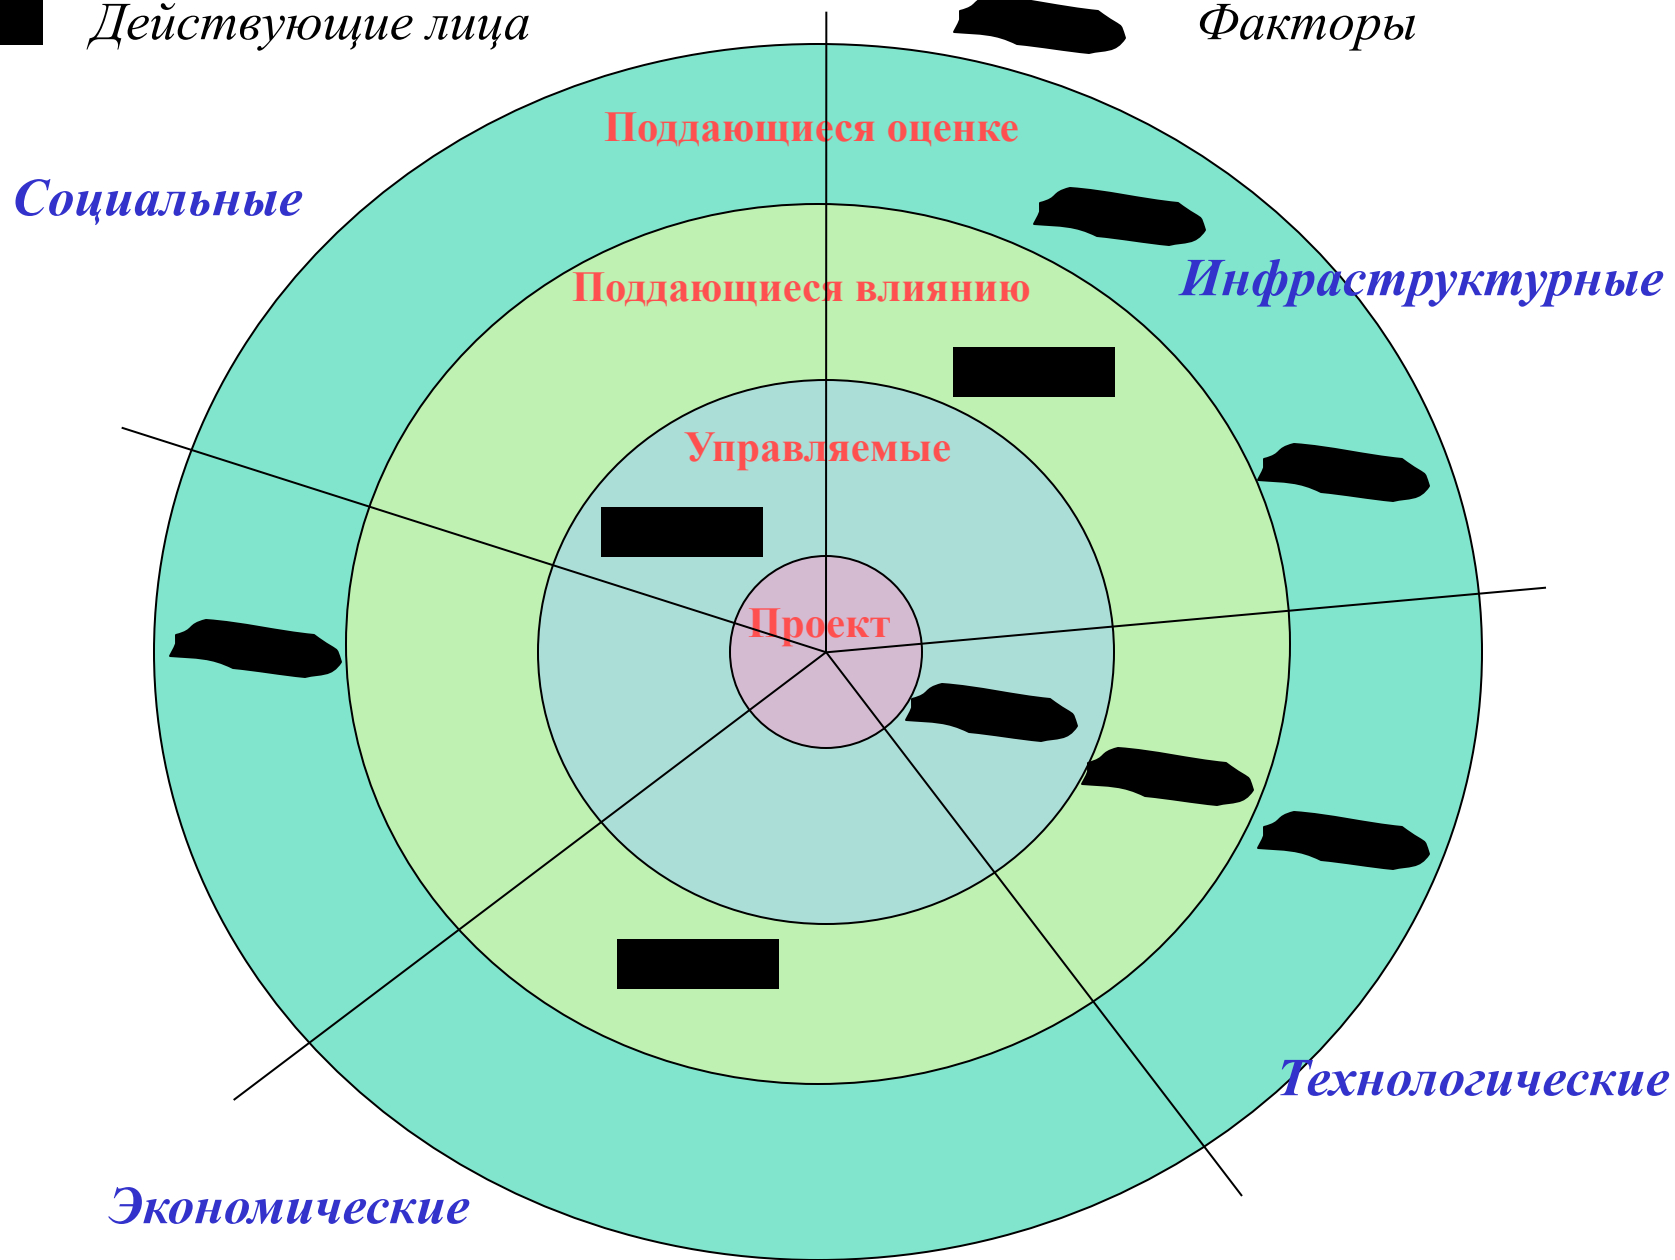 Действующие лица
Факторы
Поддающиеся оценке
Социальные
Инфраструктурные
Поддающиеся влиянию
Управляемые
Проект
Технологические
Экономические